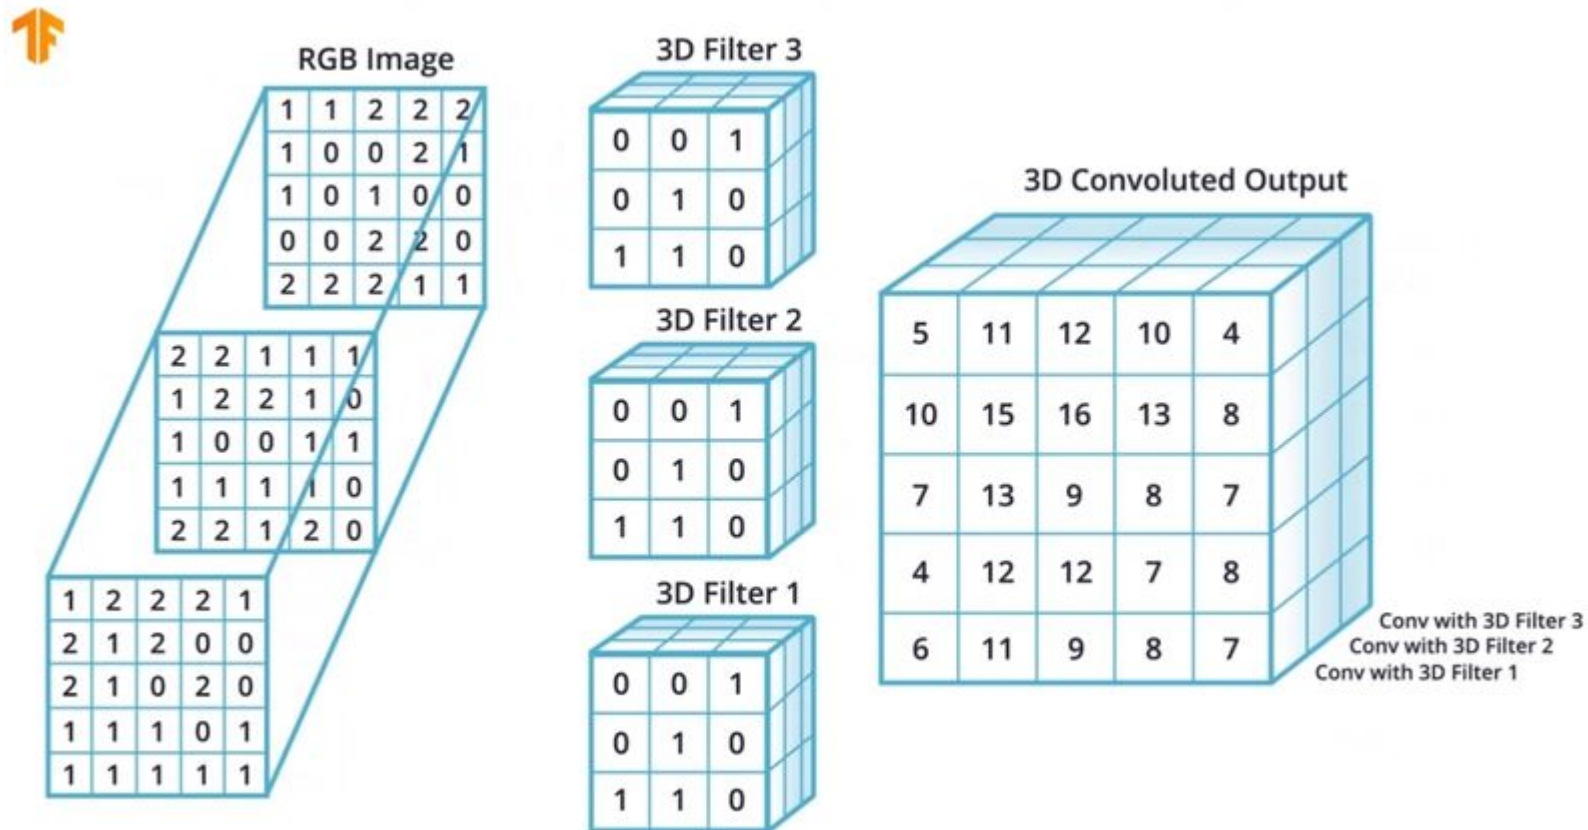 RGB Image
1 1 2 2 2
1 0 0 2 1
1 0 1 0 0
0 0 2 2 0
2 2 2 1 1
2 2 1 1 1
1 2 2 1 0
1 0 0 1 1
1 1 1 1 0
2 2 1 2 0
1 2 2 2 1
2 1 2 0 0
2 1 0 2 0
1 1 1 0 1
1 1 1 1 1
3D Filter 3
0 0 1
0 1 0
1 1 0
3D Filter 2
0 0 1
0 1 0
1 1 0
3D Filter 1
0 0 1
0 1 0
1 1 0
3D Convoluted Output
5 11 12 10 4
10 15 16 13 8
7 13 9 8 7
4 12 12 7 8
6 11 9 8 7
Conv with 3D Filter 3
Conv with 3D Filter 2
Conv with 3D Filter 1